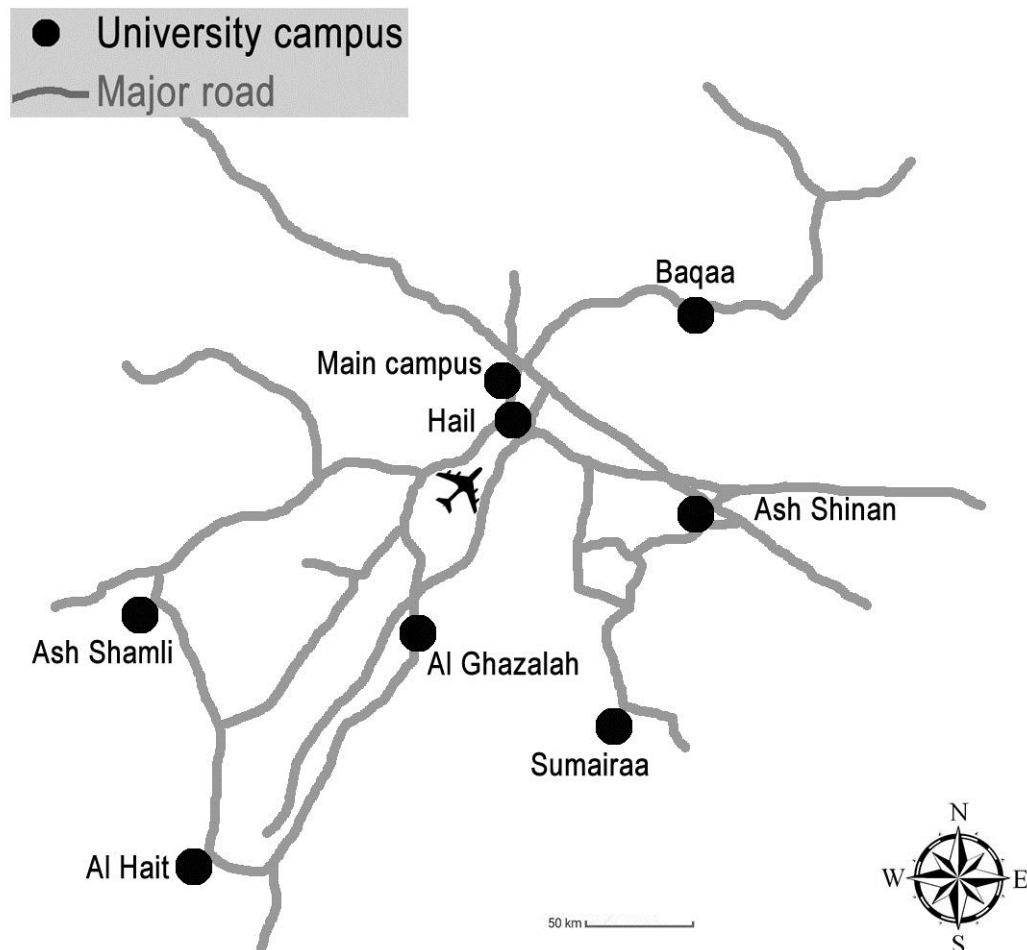 University campus
Major road
Baqaa
Main campus
Hail
Ash Shinan
Ash Shamli
Al Ghazalah
Sumairaa
Al Hait
N
W E
S
50 km